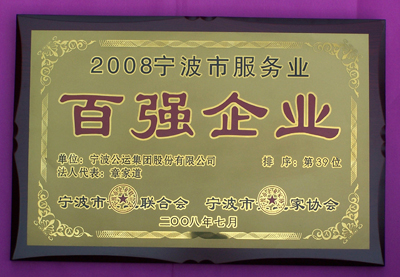 2008宁波市服务业
百强企业
单位：宁波公运集团股份有限公司 排 序：第39位
法人代表：童永道
宁波市 联合会 宁波市 家协会
二〇〇八年七月